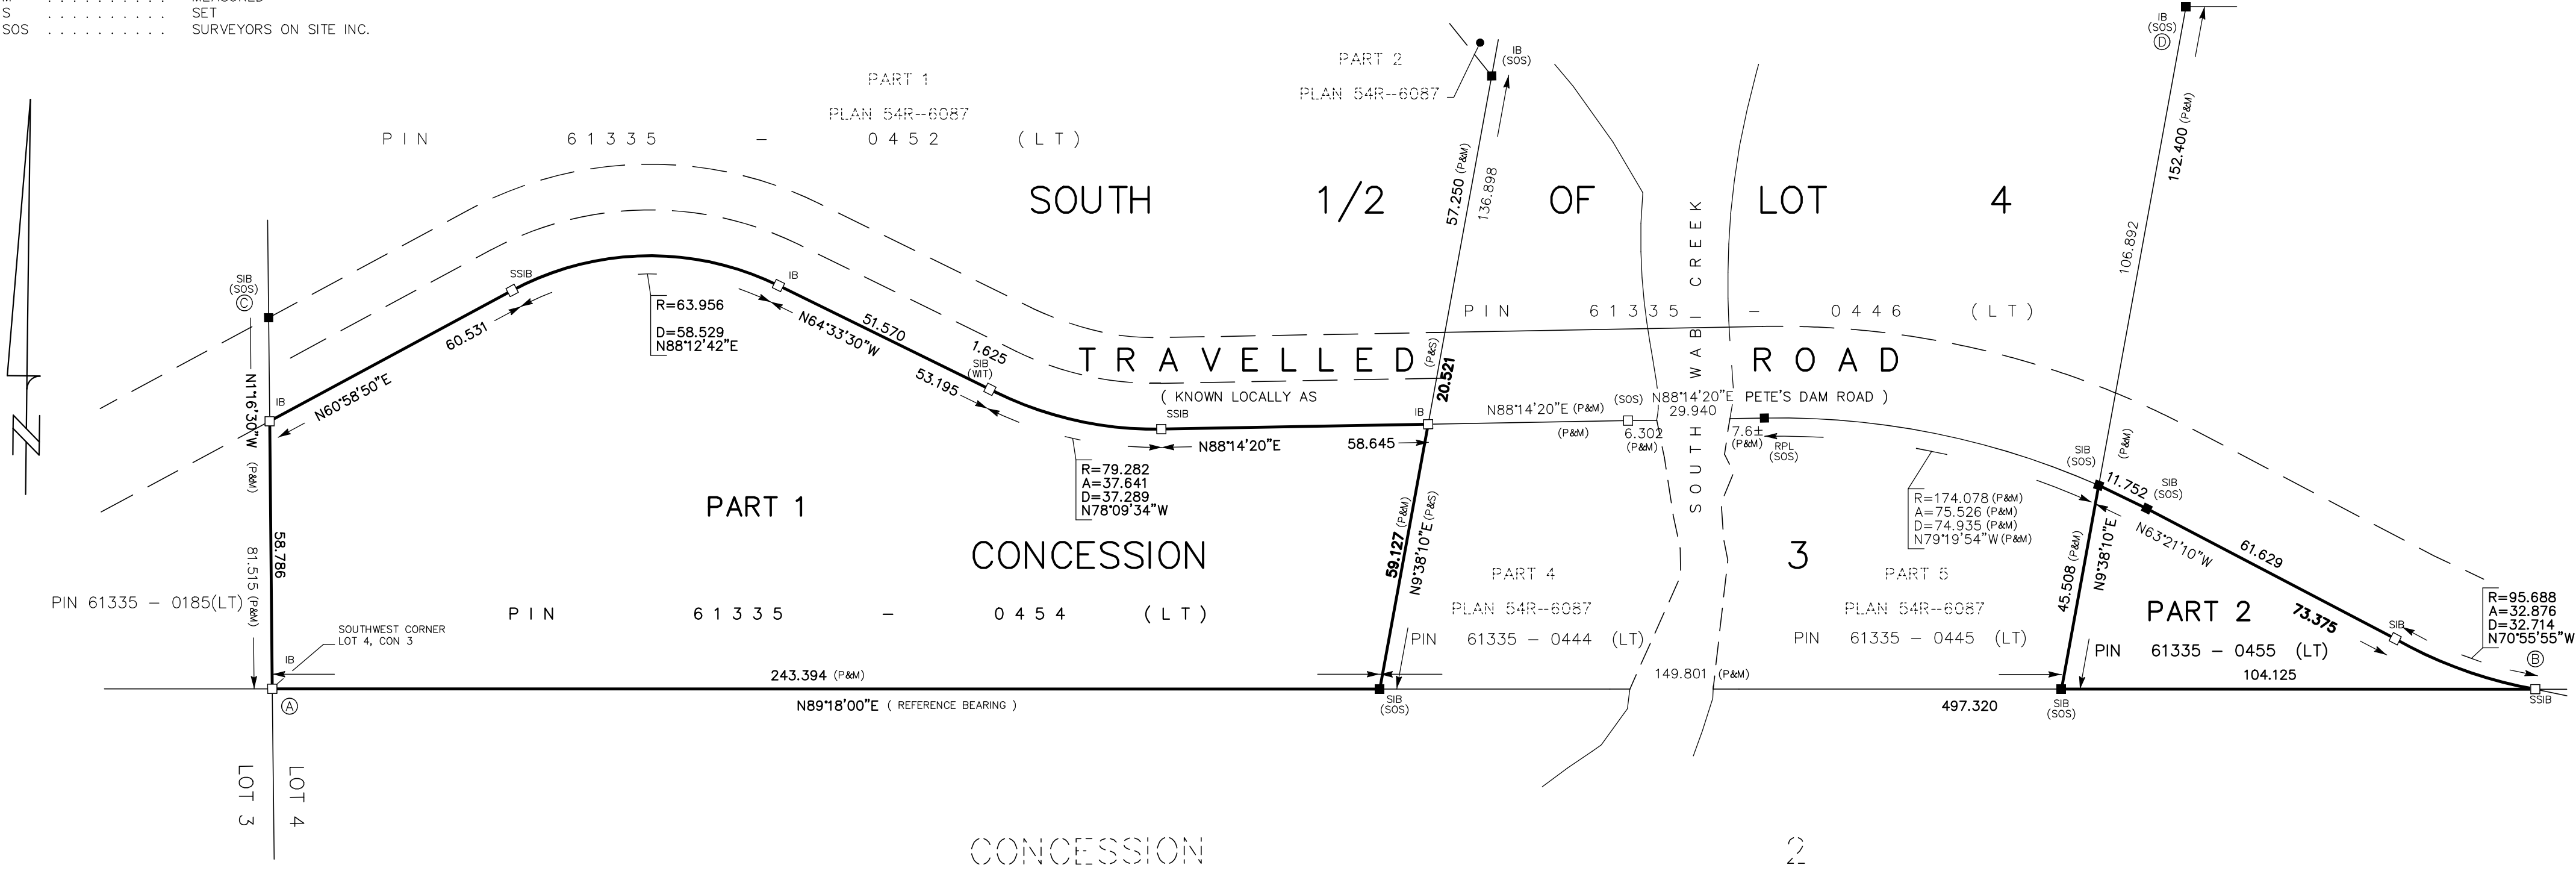 M . . . . . . . . . . MEASURED
S . . . . . . . . . . SET
SOS . . . . . . . . . . SURVEYORS ON SITE INC.
PART 1
PLAN 54R--6087
PIN 61335 - 0452 (LT)
PART 2
PLAN 54R--6087
IB
(SOS)
IB
(SOS)
D
57.250 (P&M)
136.898
152.400 (P&M)
106.892
SOUTH 1/2 OF LOT 4
SOUTH WABI CREEK
PIN 61335 - 0446 (LT)
TRAVELLED ROAD
( KNOWN LOCALLY AS PETE'S DAM ROAD )
SIB
(SOS)
C
N1°16'30"W (P&M)
IB
58.786
81.515 (P&M)
PIN 61335 - 0185(LT)
SSIB
60.531
N60°58'50"E
R=63.956
D=58.529
N88°12'42"E
IB
51.570
N64°33'30"W
1.625
SIB
(WIT)
53.195
SSIB
N88°14'20"E
58.645
R=79.282
A=37.641
D=37.289
N78°09'34"W
IB
20.521
(P&S)
N88°14'20"E (P&M)
(P&M)
(SOS)
6.302
(P&M)
N88°14'20"E
29.940
7.6±
(P&M)
RPL
(SOS)
R=174.078 (P&M)
A=75.526 (P&M)
D=74.935 (P&M)
N79°19'54"W (P&M)
SIB
(SOS)
(P&M)
11.752
SIB
(SOS)
N63°21'10"W
61.629
73.375
SIB
R=95.688
A=32.876
D=32.714
N70°55'55"W
B
SSIB
PART 1
CONCESSION 3
PIN 61335 - 0454 (LT)
59.127 (P&M)
N9°38'10"E (P&S)
PART 4
PLAN 54R--6087
PIN 61335 - 0444 (LT)
PART 5
PLAN 54R--6087
PIN 61335 - 0445 (LT)
45.508 (P&M)
N9°38'10"E
PART 2
PIN 61335 - 0455 (LT)
104.125
SOUTHWEST CORNER
LOT 4, CON 3
IB
A
243.394 (P&M)
N89°18'00"E ( REFERENCE BEARING )
SIB
(SOS)
149.801 (P&M)
497.320
SIB
(SOS)
LOT 3
LOT 4
CONCESSION 2